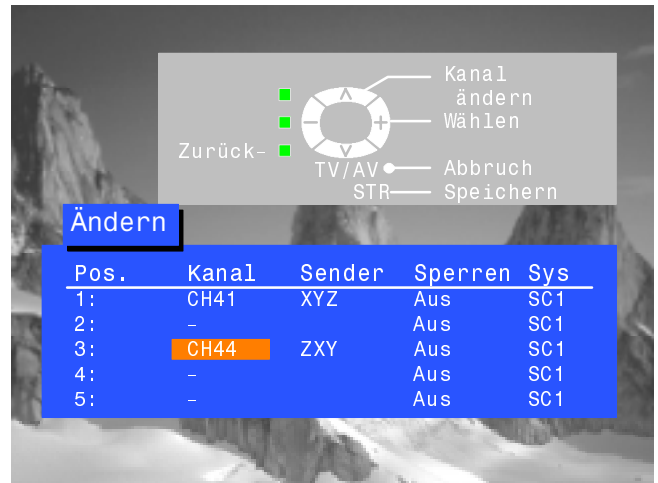 Kanal
ändern
Wählen
Zurück-
TV/AV Abbruch
STR Speichern
Ändern
Pos. Kanal Sender Sperren Sys
1: CH41 XYZ Aus SC1
2: - Aus SC1
3: CH44 ZXY Aus SC1
4: - Aus SC1
5: - Aus SC1